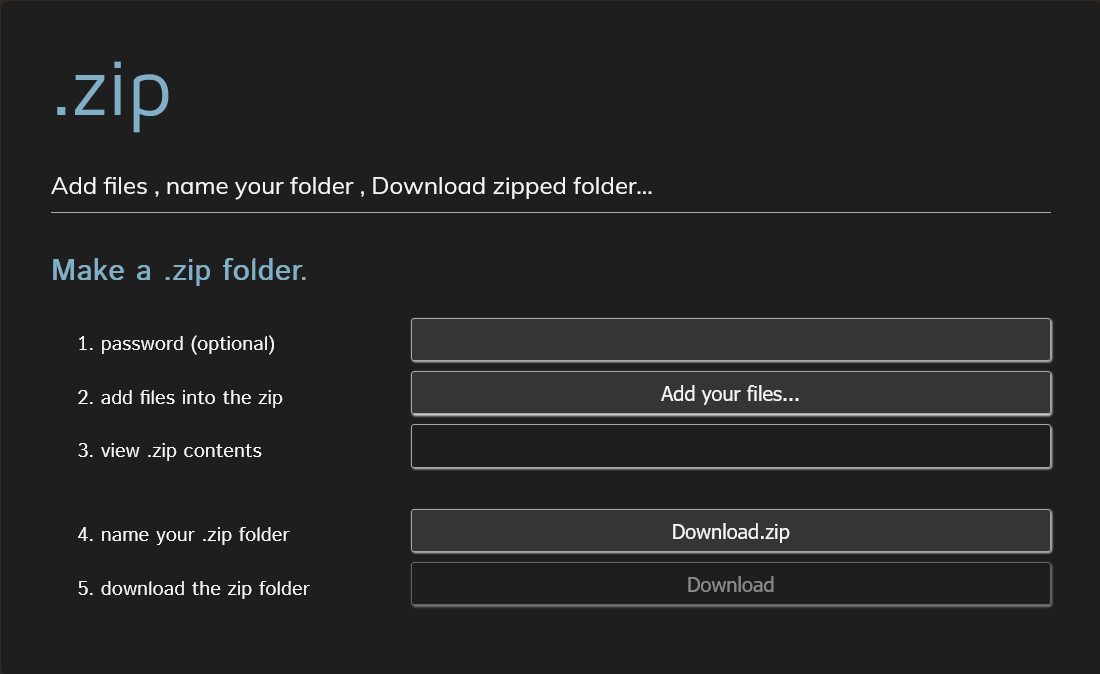 .zip
Add files , name your folder , Download zipped folder...
Make a .zip folder.
1. password (optional)
2. add files into the zip
Add your files...
3. view .zip contents
4. name your .zip folder
Download.zip
5. download the zip folder
Download